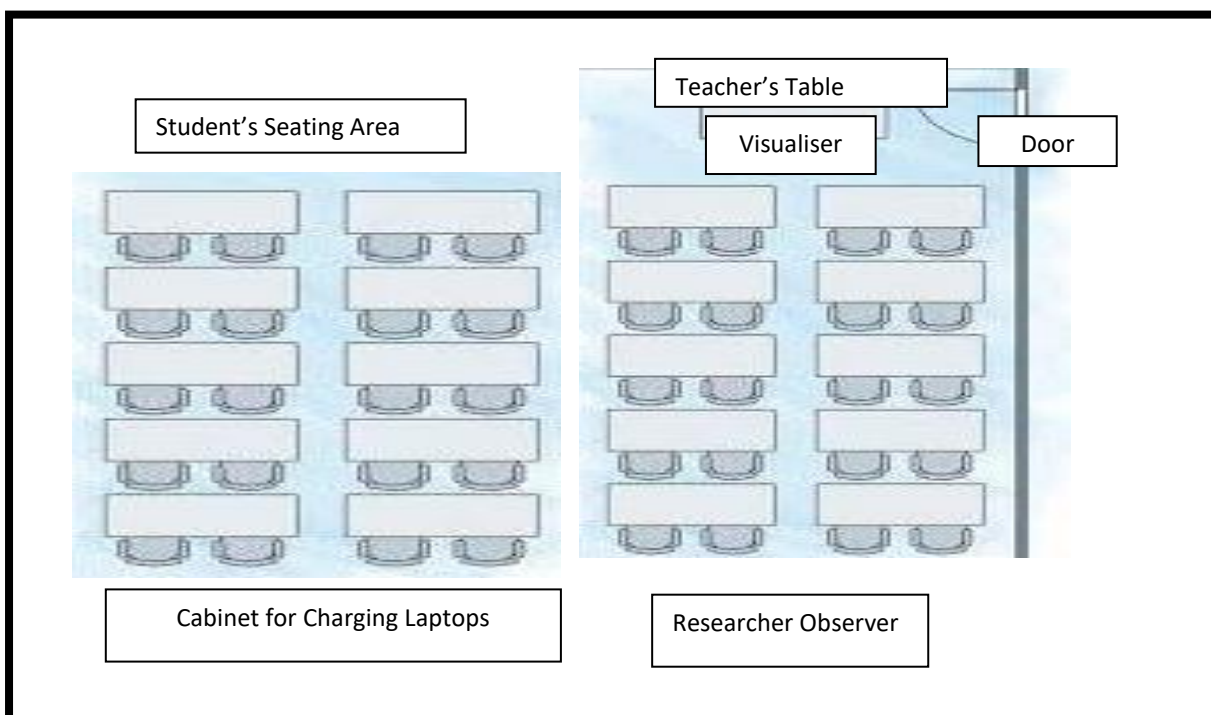 Teacher’s Table
Student’s Seating Area
Visualiser
Door
Cabinet for Charging Laptops
Researcher Observer